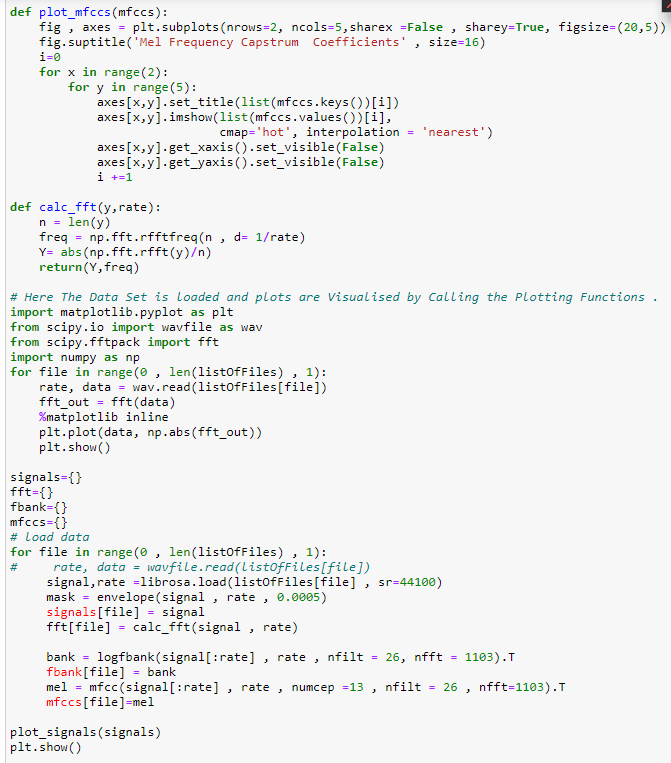 def plot_mfccs(mfccs):
    fig , axes = plt.subplots(nrows=2, ncols=5,sharex =False , sharey=True, figsize=(20,5))
    fig.suptitle('Mel Frequency Capstrum  Coefficients' , size=16)
    i=0
    for x in range(2):
        for y in range(5):
            axes[x,y].set_title(list(mfccs.keys())[i])
            axes[x,y].imshow(list(mfccs.values())[i],
                             cmap='hot', interpolation = 'nearest')
            axes[x,y].get_xaxis().set_visible(False)
            axes[x,y].get_yaxis().set_visible(False)
            i +=1

def calc_fft(y,rate):
    n = len(y)
    freq = np.fft.rfftfreq(n , d= 1/rate)
    Y= abs(np.fft.rfft(y)/n)
    return(Y,freq)

# Here The Data Set is Loaded and plots are Visualised by Calling the Plotting Functions .
import matplotlib.pyplot as plt
from scipy.io import wavfile as wav
from scipy.fftpack import fft
import numpy as np
for file in range(0 , len(listOfFiles) , 1):
    rate, data = wav.read(listOfFiles[file])
    fft_out = fft(data)
    %matplotlib inline
    plt.plot(data, np.abs(fft_out))
    plt.show()

signals={}
fft={}
fbank={}
mfccs={}
# load data
for file in range(0 , len(listOfFiles) , 1):
#     rate, data = wavfile.read(listOfFiles[file])
     signal,rate =librosa.load(listOfFiles[file] , sr=44100)
     mask = envelope(signal , rate , 0.0005)
     signals[file] = signal
     fft[file] = calc_fft(signal , rate)

     bank = logfbank(signal[:rate] , rate , nfilt = 26, nfft = 1103).T
     fbank[file] = bank
     mel = mfcc(signal[:rate] , rate , numcep =13 , nfilt = 26 , nfft=1103).T
     mfccs[file]=mel

plot_signals(signals)
plt.show()